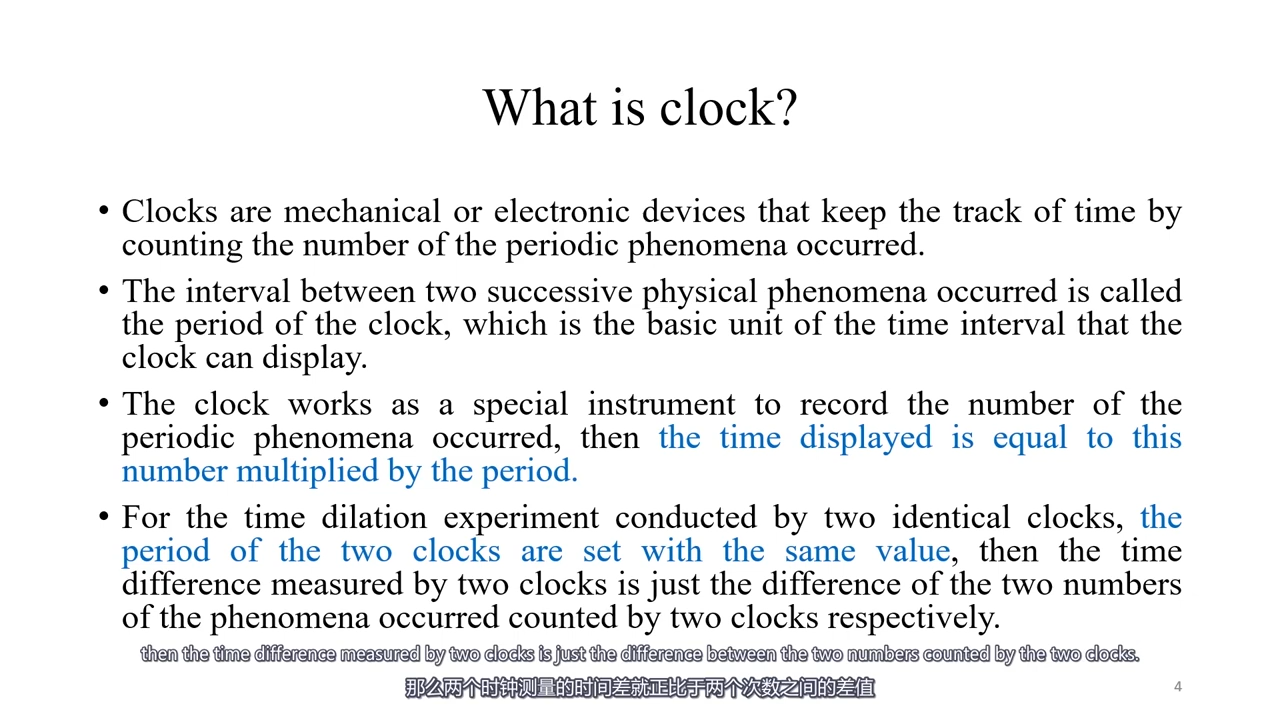 What is clock?
• Clocks are mechanical or electronic devices that keep the track of time by
counting the number of the periodic phenomena occurred.
• The interval between two successive physical phenomena occurred is called
the period of the clock, which is the basic unit of the time interval that the
clock can display.
• The clock works as a special instrument to record the number of the
periodic phenomena occurred, then the time displayed is equal to this
number multiplied by the period.
• For the time dilation experiment conducted by two identical clocks, the
period of the two clocks are set with the same value, then the time
difference measured by two clocks is just the difference of the two numbers
of the phenomena occurred counted by two clocks respectively.
then the time difference measured by two clocks is just the difference between the two numbers counted by the two clocks.
那么两个时钟测量的时间差就正比于两个次数之间的差值
4